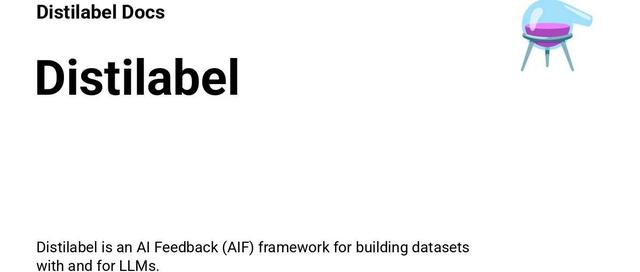 Distilabel Docs
Distilabel
Distilabel is an AI Feedback (AIF) framework for building datasets
with and for LLMs.